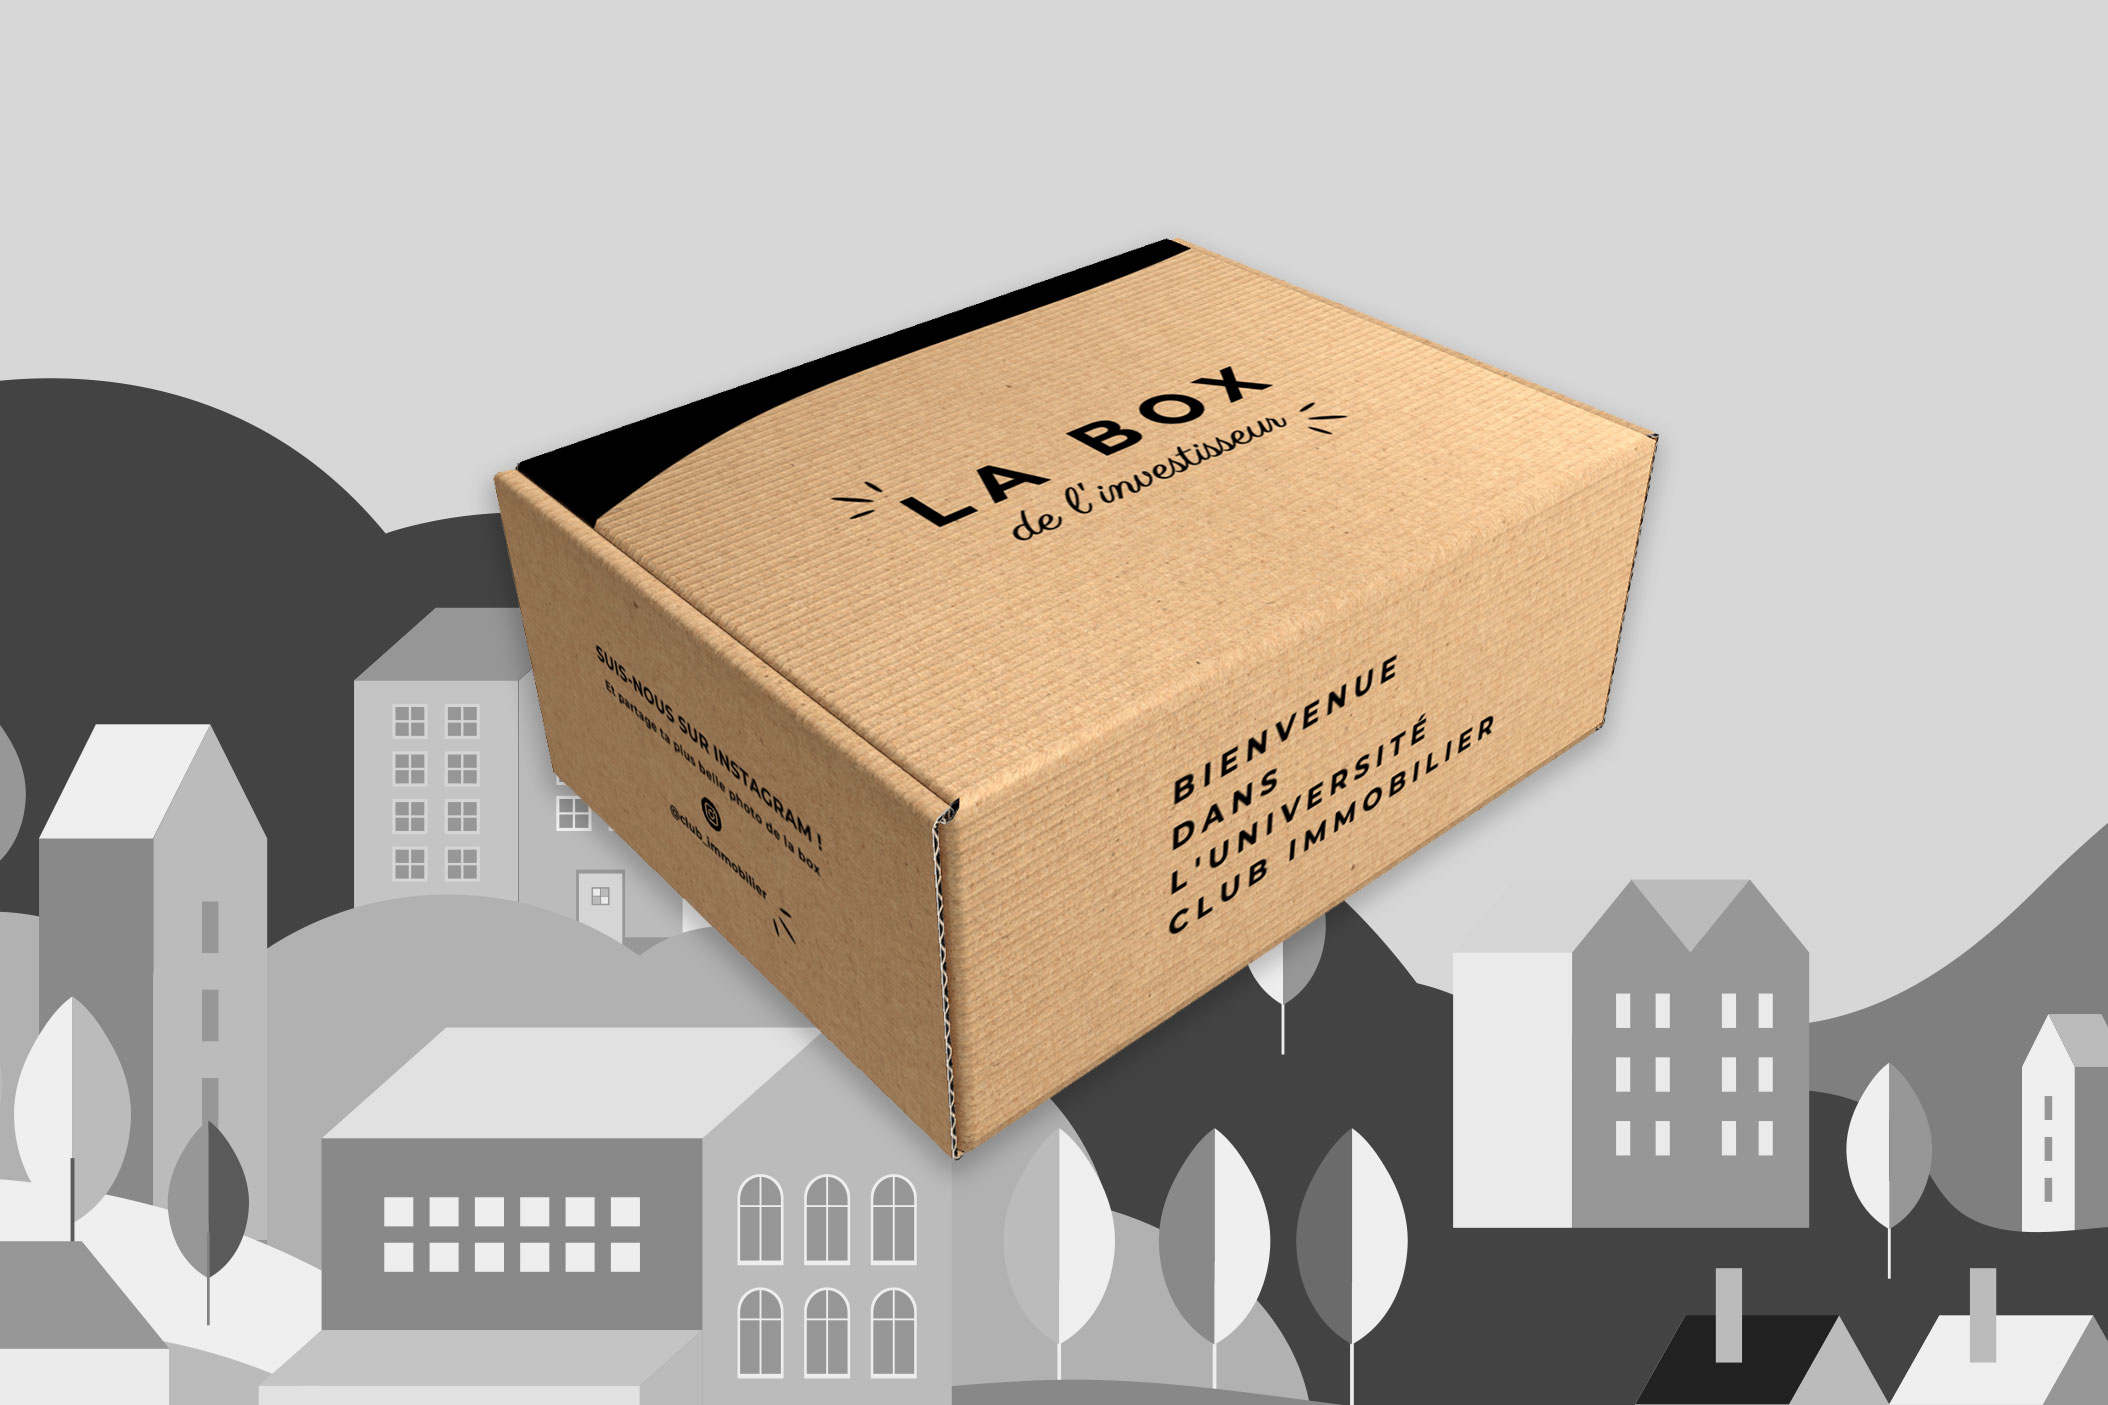 LA BOX
de l'investisseur
SUIS-NOUS SUR INSTAGRAM !
Et partage ta plus belle photo de la box
@club_immobilier
BIENVENUE
DANS
L'UNIVERSITÉ
CLUB IMMOBILIER